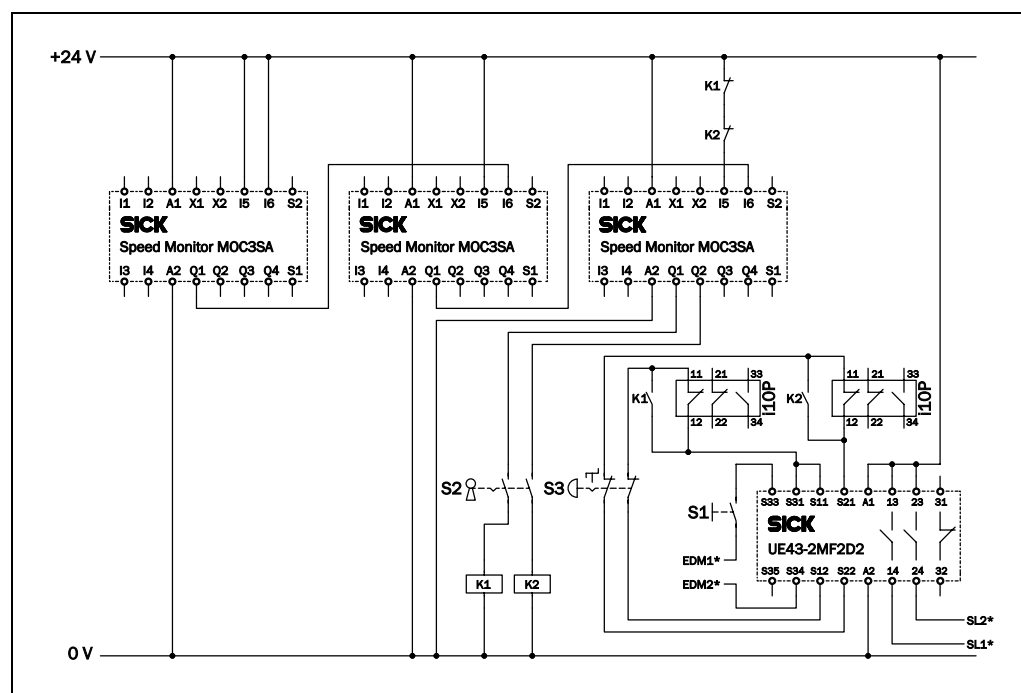 +24 V
K1
K2
I1 I2 A1 X1 X2 I5 I6 S2
SICK
Speed Monitor MOC3SA
I3 I4 A2 Q1 Q2 Q3 Q4 S1
I1 I2 A1 X1 X2 I5 I6 S2
SICK
Speed Monitor MOC3SA
I3 I4 A2 Q1 Q2 Q3 Q4 S1
I1 I2 A1 X1 X2 I5 I6 S2
SICK
Speed Monitor MOC3SA
I3 I4 A2 Q1 Q2 Q3 Q4 S1
K1
11 21 33
12 22 34
i10P
K2
11 21 33
12 22 34
i10P
S2
S3
S1
S33 S31 S11 S21 A1 13 23 31
SICK
UE43-2MF2D2
S35 S34 S12 S22 A2 14 24 32
EDM1*
EDM2*
K1
K2
SL2*
SL1*
0 V